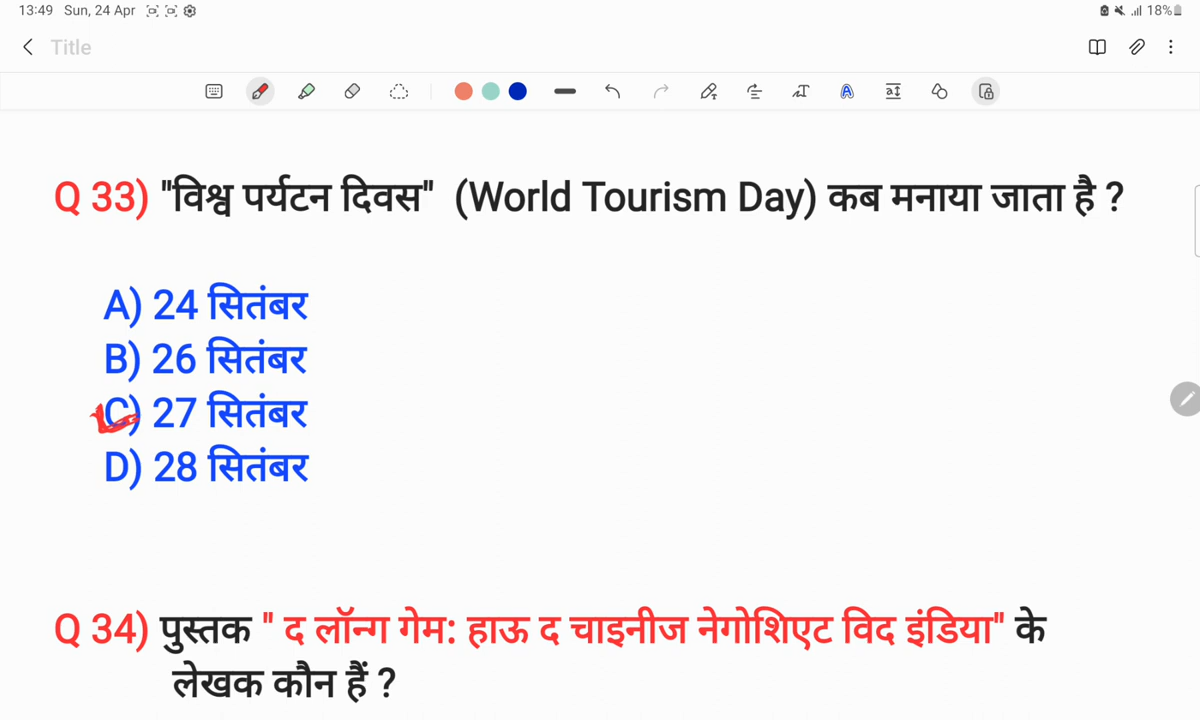 13:49 Sun, 24 Apr 18%
Title
Q 33) "विश्व पर्यटन दिवस" (World Tourism Day) कब मनाया जाता है ?
A) 24 सितंबर
B) 26 सितंबर
C) 27 सितंबर
D) 28 सितंबर
Q 34) पुस्तक " द लॉन्ग गेम: हाऊ द चाइनीज नेगोशिएट विद इंडिया" के
लेखक कौन हैं ?